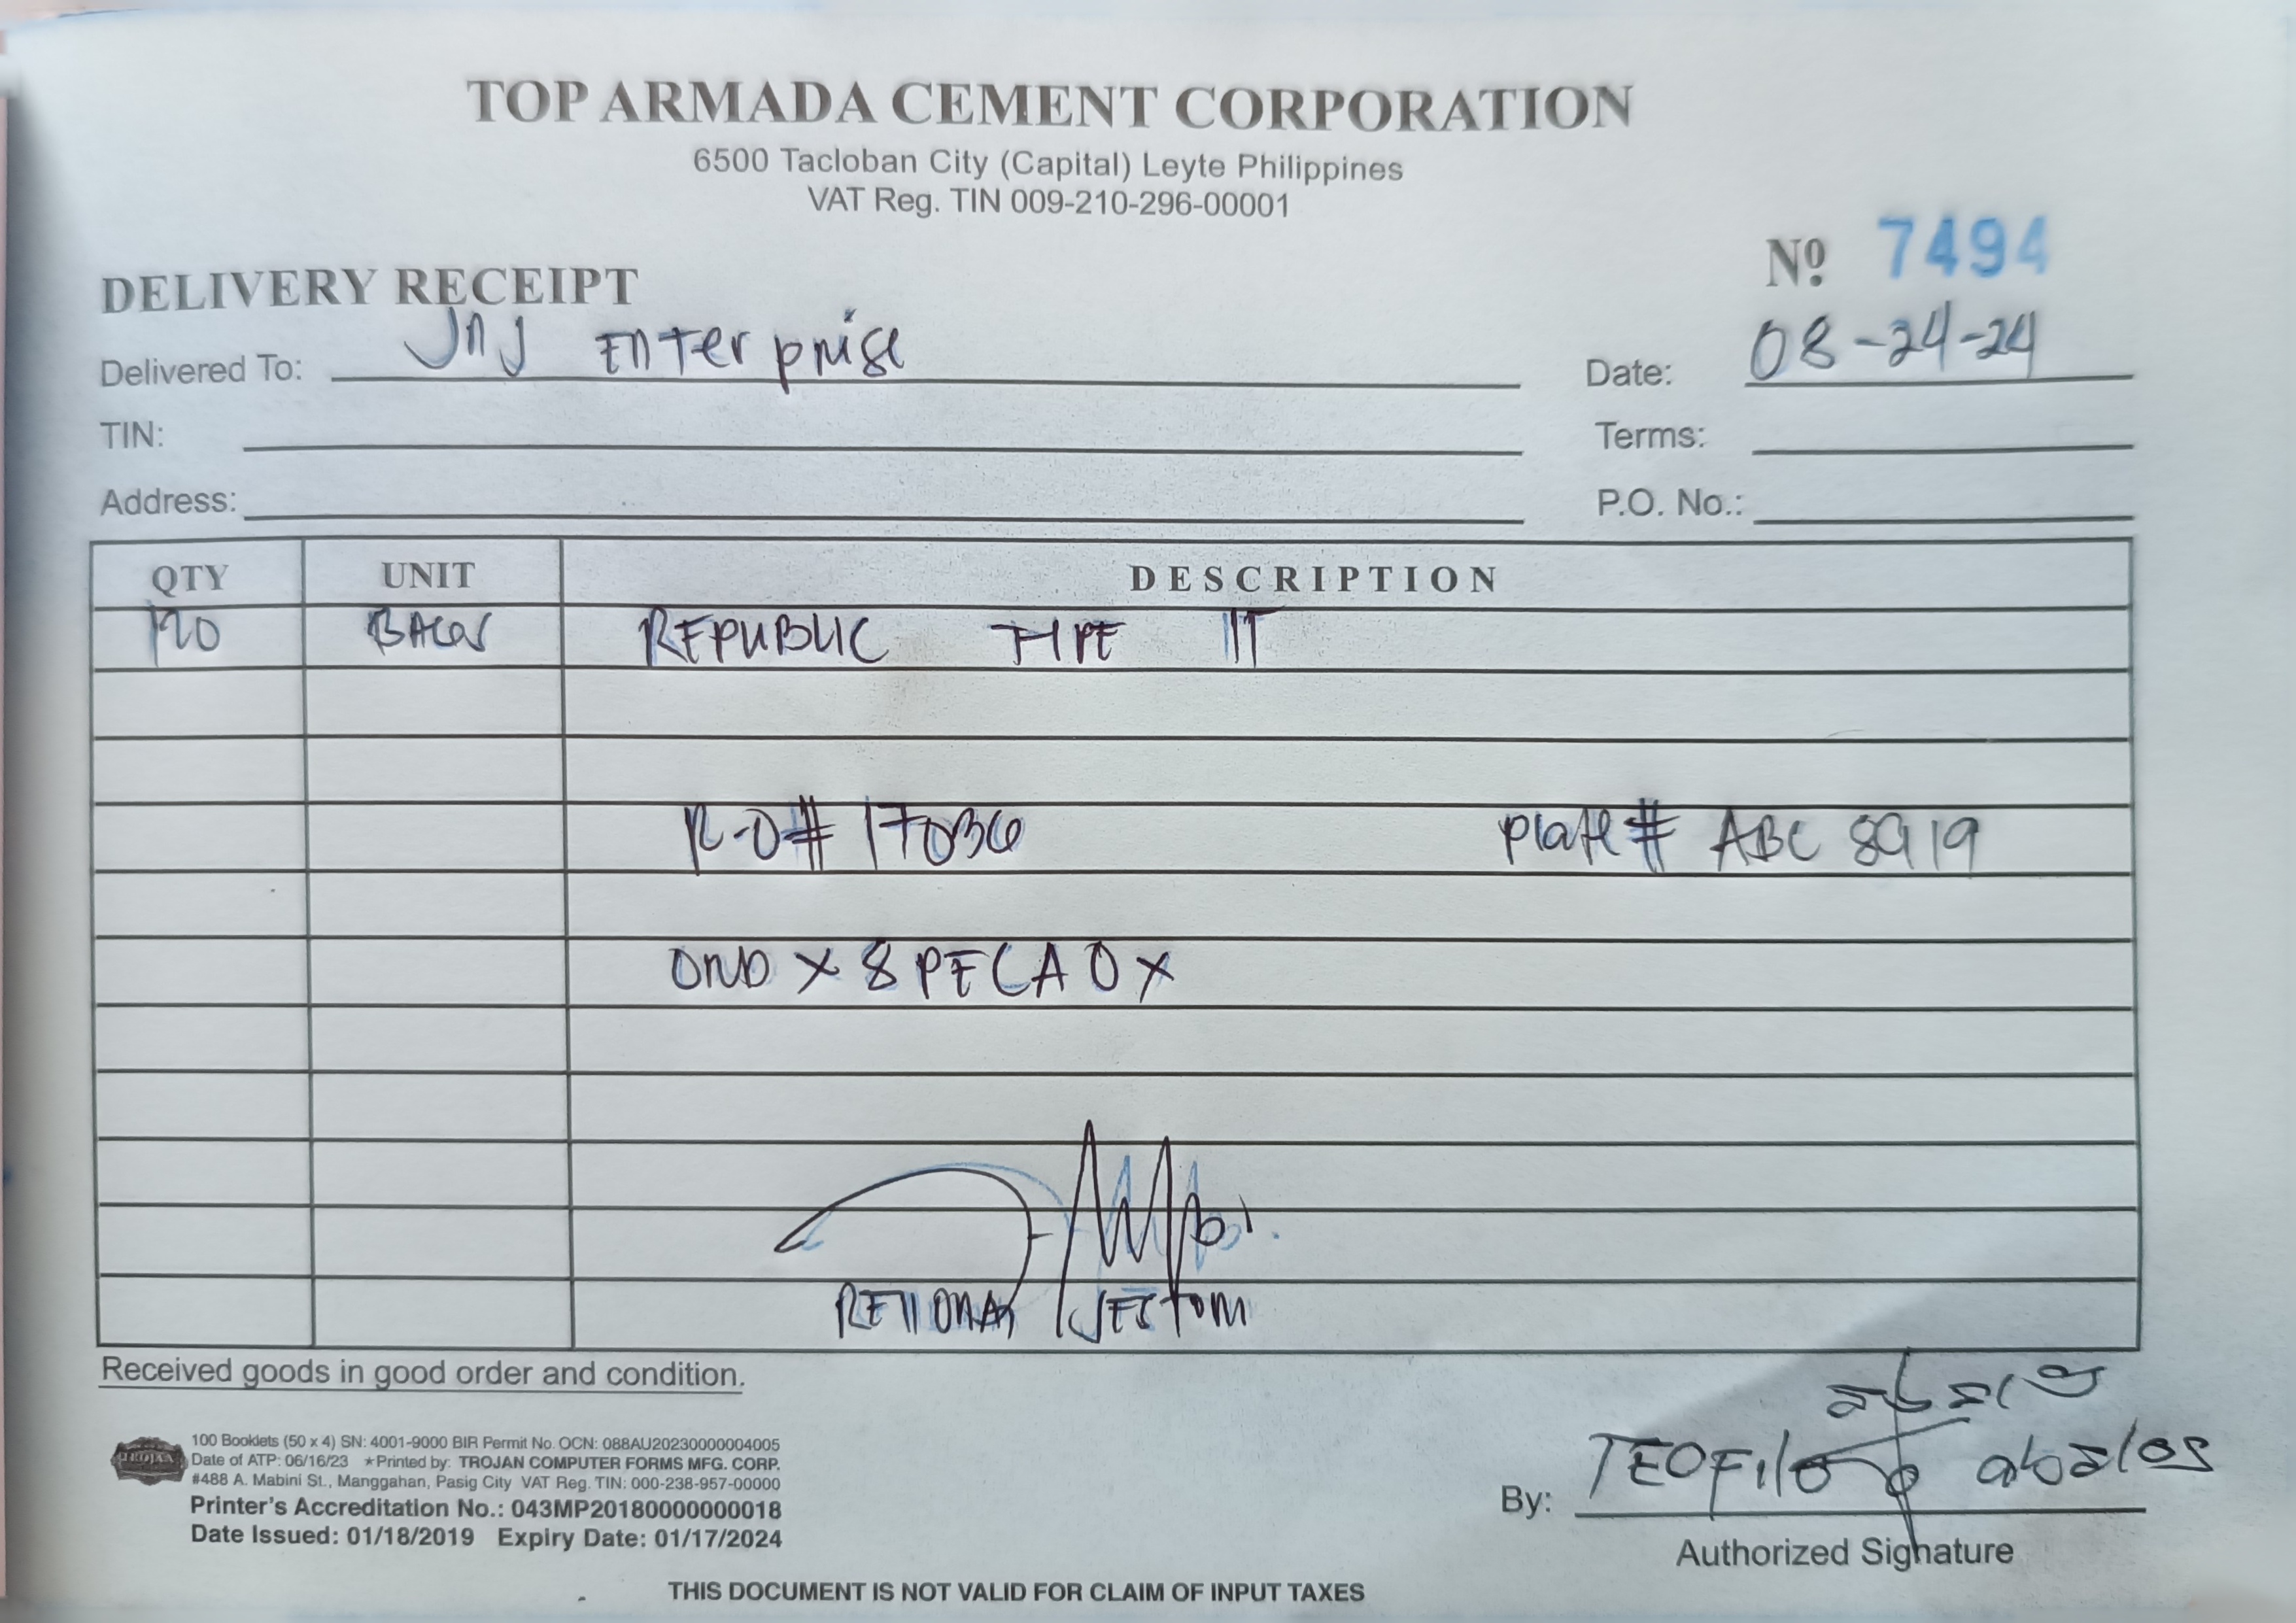 TOP ARMADA CEMENT CORPORATION
6500 Tacloban City (Capital) Leyte Philippines
VAT Reg. TIN 009-210-296-00001
Nº 7494
DELIVERY RECEIPT
Delivered To: JNJ Enterprise Date: 08-24-24
TIN: Terms:
Address: P.O. No.:
QTY UNIT DESCRIPTION
120 BAGS REPUBLIC TYPE 1T
R-O# 17036 plate# ABC 8919
x 8 x
Received goods in good order and condition.
TROJAN
100 Booklets (50 x 4) SN: 4001-9000 BIR Permit No. OCN: 088AU20230000004005
Date of ATP: 06/16/23 ★Printed by: TROJAN COMPUTER FORMS MFG. CORP.
#488 A. Mabini St., Manggahan, Pasig City VAT Reg. TIN: 000-238-957-00000
Printer's Accreditation No.: 043MP20180000000018
Date Issued: 01/18/2019 Expiry Date: 01/17/2024
By: TEOFilo abalos
Authorized Signature
THIS DOCUMENT IS NOT VALID FOR CLAIM OF INPUT TAXES